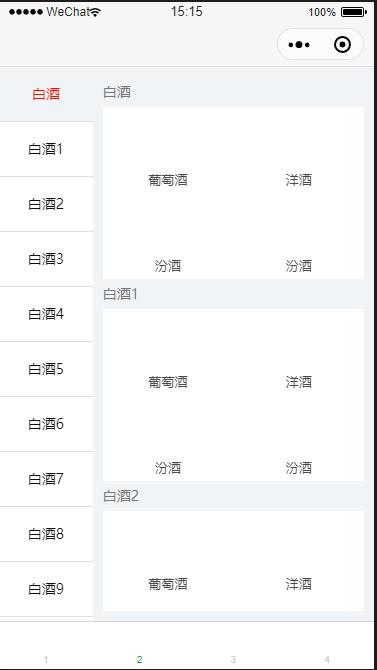 ●●●●● WeChat 15:15 100%
白酒
白酒1
白酒2
白酒3
白酒4
白酒5
白酒6
白酒7
白酒8
白酒9
白酒
葡萄酒 洋酒
汾酒 汾酒
白酒1
葡萄酒 洋酒
汾酒 汾酒
白酒2
葡萄酒 洋酒
1 2 3 4